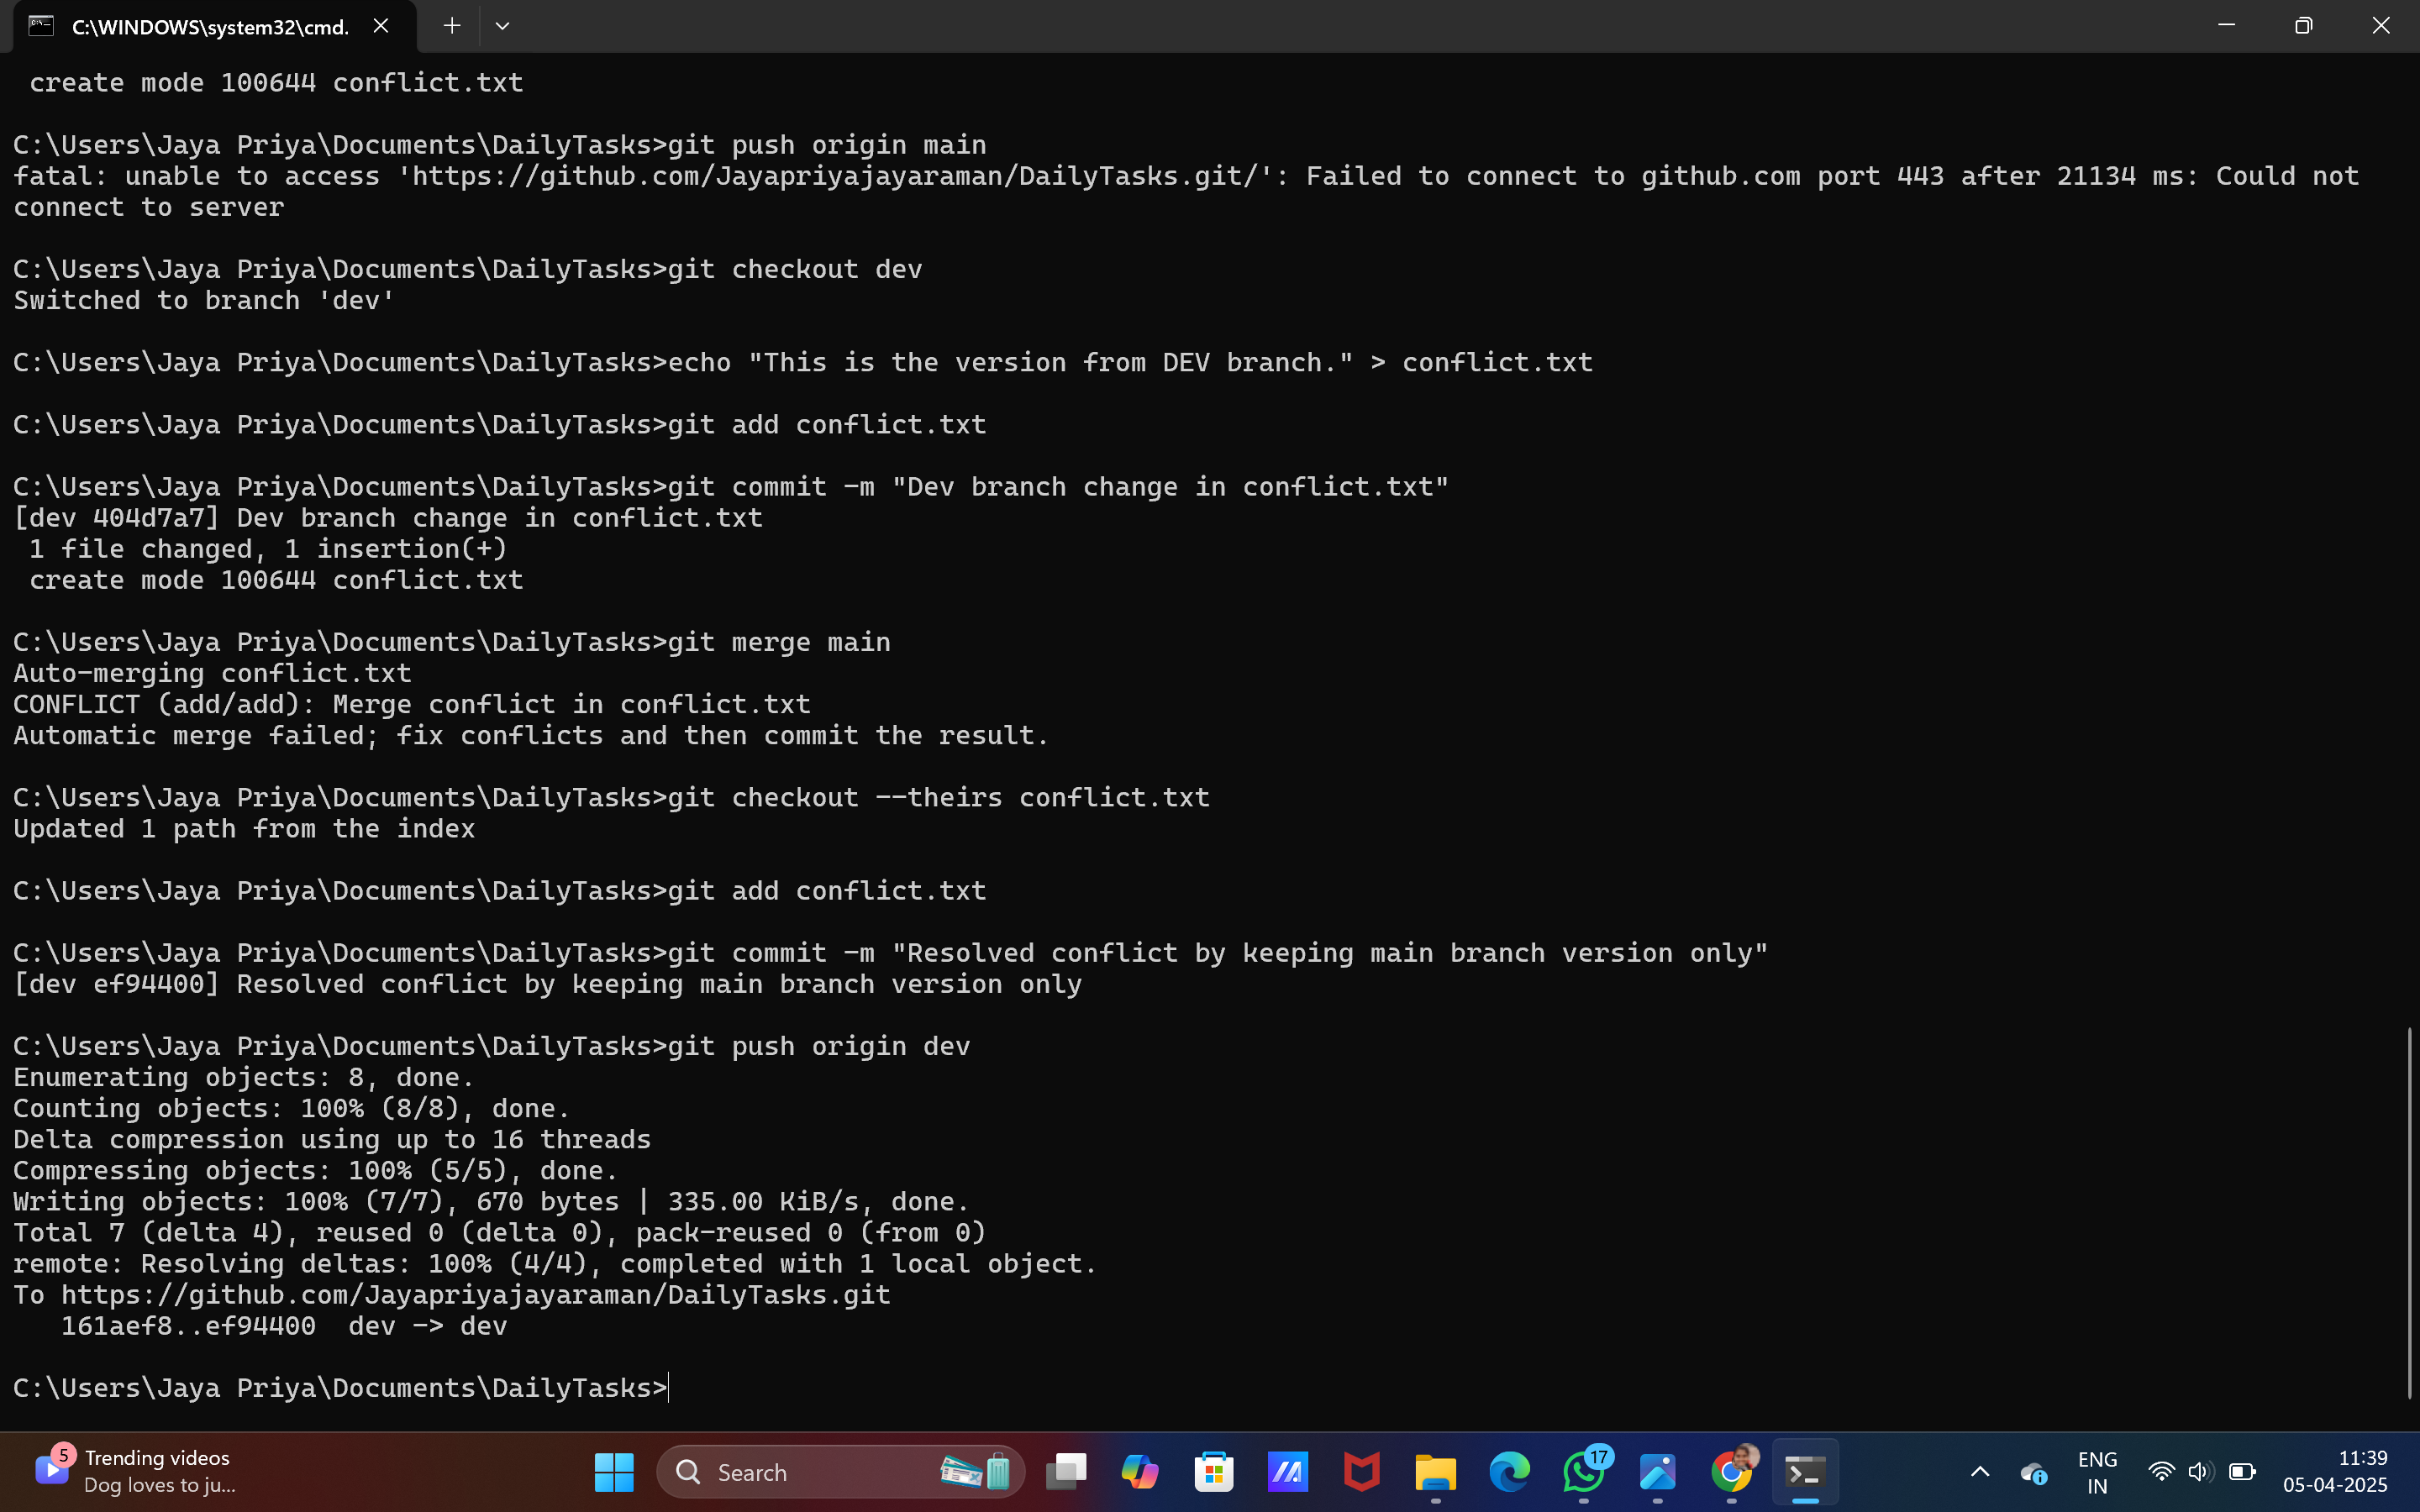 C:\WINDOWS\system32\cmd.
create mode 100644 conflict.txt
C:\Users\Jaya Priya\Documents\DailyTasks>git push origin main
fatal: unable to access 'https://github.com/Jayapriyajayaraman/DailyTasks.git/': Failed to connect to github.com port 443 after 21134 ms: Could not
connect to server
C:\Users\Jaya Priya\Documents\DailyTasks>git checkout dev
Switched to branch 'dev'
C:\Users\Jaya Priya\Documents\DailyTasks>echo "This is the version from DEV branch." > conflict.txt
C:\Users\Jaya Priya\Documents\DailyTasks>git add conflict.txt
C:\Users\Jaya Priya\Documents\DailyTasks>git commit -m "Dev branch change in conflict.txt"
[dev 404d7a7] Dev branch change in conflict.txt
1 file changed, 1 insertion(+)
create mode 100644 conflict.txt
C:\Users\Jaya Priya\Documents\DailyTasks>git merge main
Auto-merging conflict.txt
CONFLICT (add/add): Merge conflict in conflict.txt
Automatic merge failed; fix conflicts and then commit the result.
C:\Users\Jaya Priya\Documents\DailyTasks>git checkout --theirs conflict.txt
Updated 1 path from the index
C:\Users\Jaya Priya\Documents\DailyTasks>git add conflict.txt
C:\Users\Jaya Priya\Documents\DailyTasks>git commit -m "Resolved conflict by keeping main branch version only"
[dev ef94400] Resolved conflict by keeping main branch version only
C:\Users\Jaya Priya\Documents\DailyTasks>git push origin dev
Enumerating objects: 8, done.
Counting objects: 100% (8/8), done.
Delta compression using up to 16 threads
Compressing objects: 100% (5/5), done.
Writing objects: 100% (7/7), 670 bytes | 335.00 KiB/s, done.
Total 7 (delta 4), reused 0 (delta 0), pack-reused 0 (from 0)
remote: Resolving deltas: 100% (4/4), completed with 1 local object.
To https://github.com/Jayapriyajayaraman/DailyTasks.git
161aef8..ef94400  dev -> dev
C:\Users\Jaya Priya\Documents\DailyTasks>
5
Trending videos
Dog loves to ju...
Search
17
ENG
IN
11:39
05-04-2025